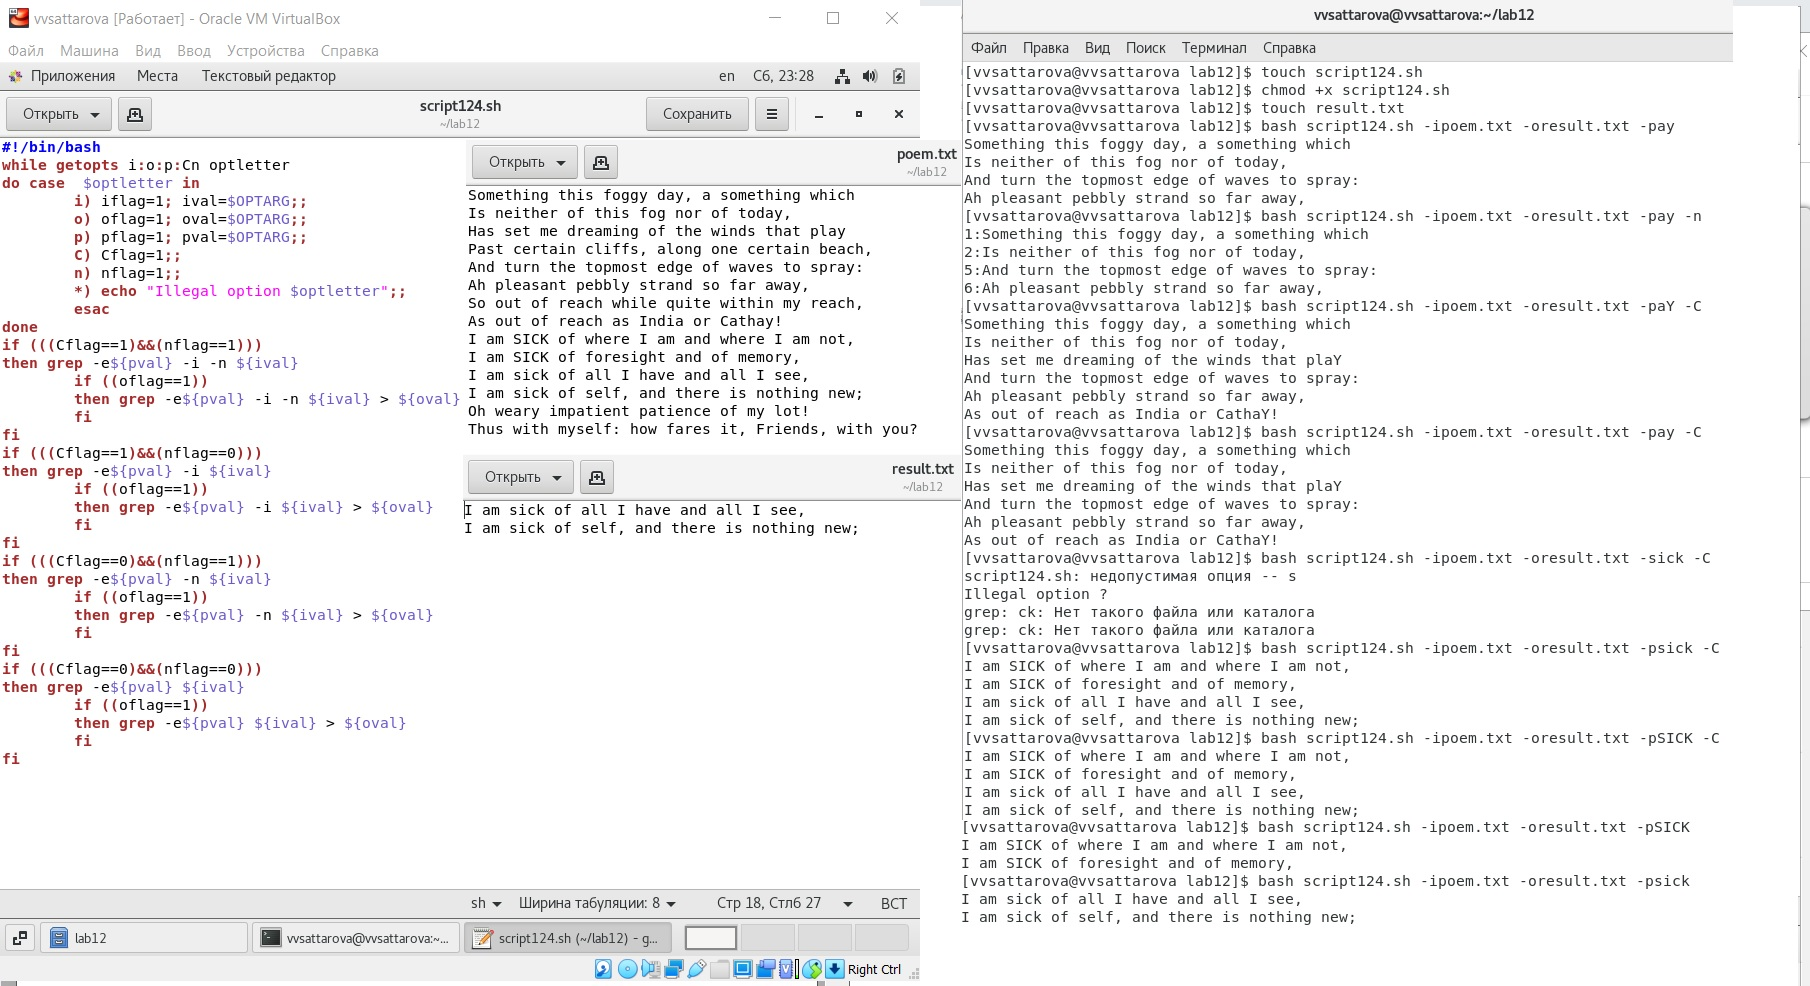 vvsattarova [Работает] - Oracle VM VirtualBox
Файл Машина Вид Ввод Устройства Справка
Приложения Места Текстовый редактор en Сб, 23:28
Открыть script124.sh Сохранить
~/lab12
#!/bin/bash
while getopts i:o:p:Cn optletter
do case  $optletter in
        i) iflag=1; ival=$OPTARG;;
        o) oflag=1; oval=$OPTARG;;
        p) pflag=1; pval=$OPTARG;;
        C) Cflag=1;;
        n) nflag=1;;
        *) echo "Illegal option $optletter";;
        esac
done
if (((Cflag==1)&&(nflag==1)))
then grep -e${pval} -i -n ${ival}
        if ((oflag==1))
        then grep -e${pval} -i -n ${ival} > ${oval}
        fi
fi
if (((Cflag==1)&&(nflag==0)))
then grep -e${pval} -i ${ival}
        if ((oflag==1))
        then grep -e${pval} -i ${ival} > ${oval}
        fi
fi
if (((Cflag==0)&&(nflag==1)))
then grep -e${pval} -n ${ival}
        if ((oflag==1))
        then grep -e${pval} -n ${ival} > ${oval}
        fi
fi
if (((Cflag==0)&&(nflag==0)))
then grep -e${pval} ${ival}
        if ((oflag==1))
        then grep -e${pval} ${ival} > ${oval}
        fi
fi
Открыть poem.txt
~/lab12
Something this foggy day, a something which
Is neither of this fog nor of today,
Has set me dreaming of the winds that play
Past certain cliffs, along one certain beach,
And turn the topmost edge of waves to spray:
Ah pleasant pebbly strand so far away,
So out of reach while quite within my reach,
As out of reach as India or Cathay!
I am SICK of where I am and where I am not,
I am SICK of foresight and of memory,
I am sick of all I have and all I see,
I am sick of self, and there is nothing new;
Oh weary impatient patience of my lot!
Thus with myself: how fares it, Friends, with you?
Открыть result.txt
~/lab12
I am sick of all I have and all I see,
I am sick of self, and there is nothing new;
sh Ширина табуляции: 8 Стр 18, Стлб 27 ВСТ
lab12 vvsattarova@vvsattarova:~... script124.sh (~/lab12) - g...
Right Ctrl
vvsattarova@vvsattarova:~/lab12
Файл Правка Вид Поиск Терминал Справка
[vvsattarova@vvsattarova lab12]$ touch script124.sh
[vvsattarova@vvsattarova lab12]$ chmod +x script124.sh
[vvsattarova@vvsattarova lab12]$ touch result.txt
[vvsattarova@vvsattarova lab12]$ bash script124.sh -ipoem.txt -oresult.txt -pay
Something this foggy day, a something which
Is neither of this fog nor of today,
And turn the topmost edge of waves to spray:
Ah pleasant pebbly strand so far away,
[vvsattarova@vvsattarova lab12]$ bash script124.sh -ipoem.txt -oresult.txt -pay -n
1:Something this foggy day, a something which
2:Is neither of this fog nor of today,
5:And turn the topmost edge of waves to spray:
6:Ah pleasant pebbly strand so far away,
[vvsattarova@vvsattarova lab12]$ bash script124.sh -ipoem.txt -oresult.txt -paY -C
Something this foggy day, a something which
Is neither of this fog nor of today,
Has set me dreaming of the winds that plaY
And turn the topmost edge of waves to spray:
Ah pleasant pebbly strand so far away,
As out of reach as India or CathaY!
[vvsattarova@vvsattarova lab12]$ bash script124.sh -ipoem.txt -oresult.txt -pay -C
Something this foggy day, a something which
Is neither of this fog nor of today,
Has set me dreaming of the winds that plaY
And turn the topmost edge of waves to spray:
Ah pleasant pebbly strand so far away,
As out of reach as India or CathaY!
[vvsattarova@vvsattarova lab12]$ bash script124.sh -ipoem.txt -oresult.txt -sick -C
script124.sh: недопустимая опция -- s
Illegal option ?
grep: ck: Нет такого файла или каталога
grep: ck: Нет такого файла или каталога
[vvsattarova@vvsattarova lab12]$ bash script124.sh -ipoem.txt -oresult.txt -psick -C
I am SICK of where I am and where I am not,
I am SICK of foresight and of memory,
I am sick of all I have and all I see,
I am sick of self, and there is nothing new;
[vvsattarova@vvsattarova lab12]$ bash script124.sh -ipoem.txt -oresult.txt -pSICK -C
I am SICK of where I am and where I am not,
I am SICK of foresight and of memory,
I am sick of all I have and all I see,
I am sick of self, and there is nothing new;
[vvsattarova@vvsattarova lab12]$ bash script124.sh -ipoem.txt -oresult.txt -pSICK
I am SICK of where I am and where I am not,
I am SICK of foresight and of memory,
[vvsattarova@vvsattarova lab12]$ bash script124.sh -ipoem.txt -oresult.txt -psick
I am sick of all I have and all I see,
I am sick of self, and there is nothing new;